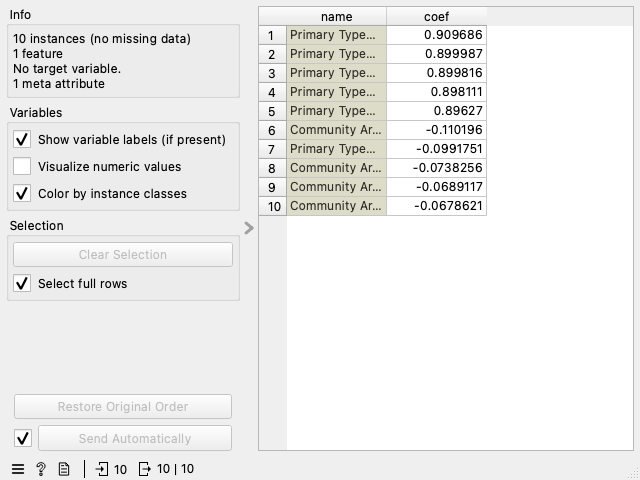 Info
10 instances (no missing data)
1 feature
No target variable.
1 meta attribute
Variables
Show variable labels (if present)
Visualize numeric values
Color by instance classes
Selection
Clear Selection
Select full rows
Restore Original Order
Send Automatically
10
10 | 10
name coef
1 Primary Type... 0.909686
2 Primary Type... 0.899987
3 Primary Type... 0.899816
4 Primary Type... 0.898111
5 Primary Type... 0.89627
6 Community Ar... -0.110196
7 Primary Type... -0.0991751
8 Community Ar... -0.0738256
9 Community Ar... -0.0689117
10 Community Ar... -0.0678621